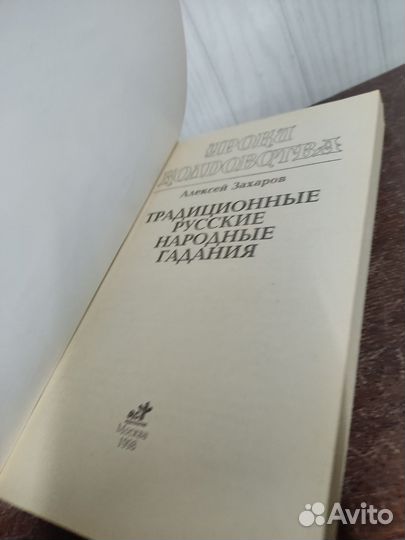 УРОКИ
КОЛДОВСТВА
Алексей Захаров
ТРАДИЦИОННЫЕ
РУССКИЕ
НАРОДНЫЕ
ГАДАНИЯ
Москва
1998
Avito